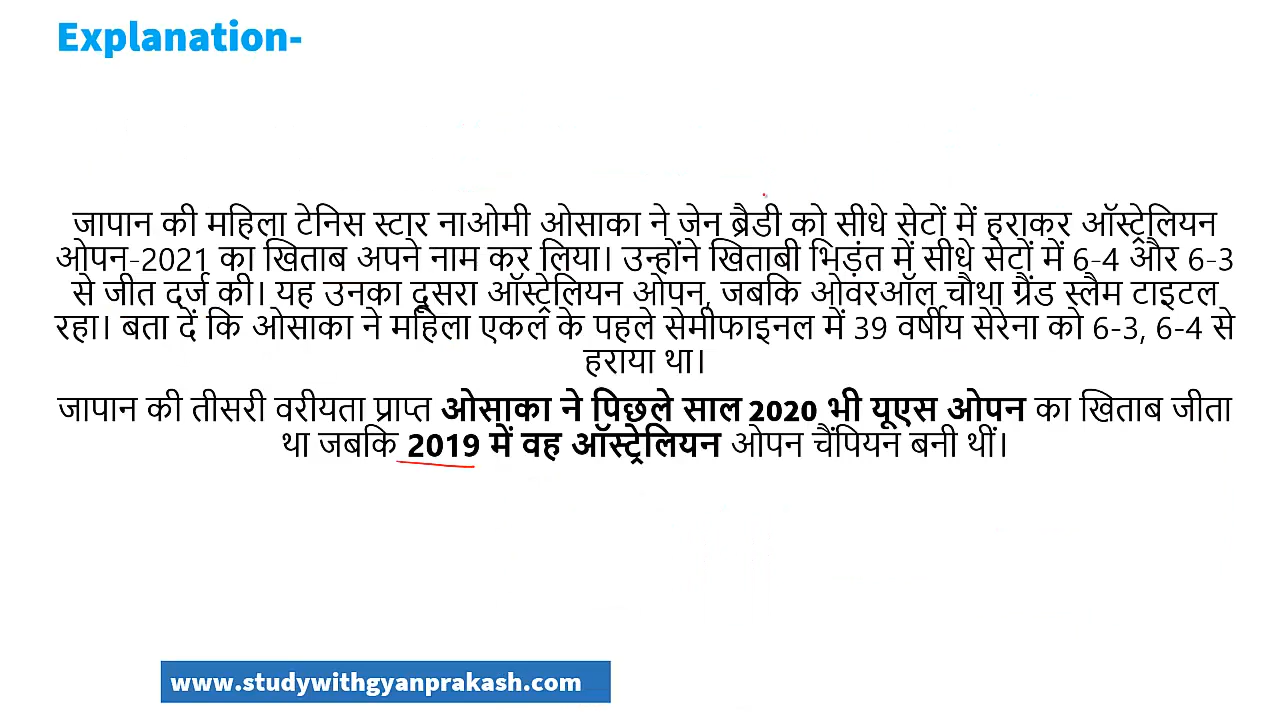 Explanation-
जापान की महिला टेनिस स्टार नाओमी ओसाका ने जेन ब्रैडी को सीधे सेटों में हराकर ऑस्ट्रेलियन
ओपन-2021 का खिताब अपने नाम कर लिया। उन्होंने खिताबी भिड़ंत में सीधे सेटों में 6-4 और 6-3
से जीत दर्ज की। यह उनका दूसरा ऑस्ट्रेलियन ओपन, जबकि ओवरऑल चौथा ग्रैंड स्लैम टाइटल
रहा। बता दें कि ओसाका ने महिला एकल के पहले सेमीफाइनल में 39 वर्षीय सेरेना को 6-3, 6-4 से
हराया था।
जापान की तीसरी वरीयता प्राप्त ओसाका ने पिछले साल 2020 भी यूएस ओपन का खिताब जीता
था जबकि 2019 में वह ऑस्ट्रेलियन ओपन चैंपियन बनी थीं।
www.studywithgyanprakash.com